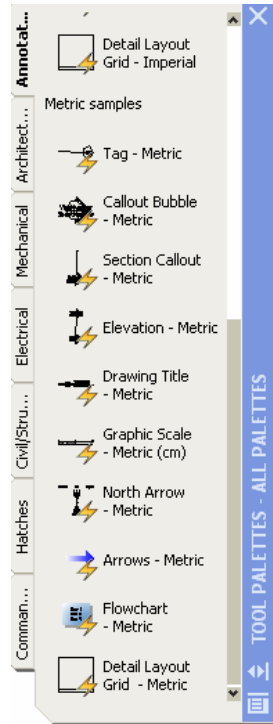 Annotat...
Architect...
Mechanical
Electrical
Civil/Stru...
Hatches
Comman...
Detail Layout
Grid - Imperial
Metric samples
Tag - Metric
Callout Bubble
- Metric
Section Callout
- Metric
Elevation - Metric
Drawing Title
- Metric
Graphic Scale
- Metric (cm)
North Arrow
- Metric
Arrows - Metric
Flowchart
- Metric
Detail Layout
Grid - Metric
TOOL PALETTES - ALL PALETTES